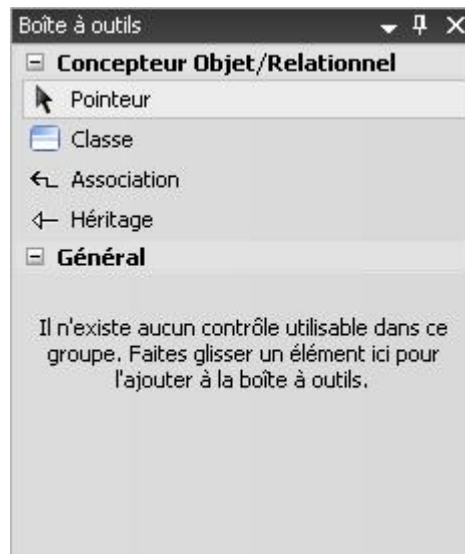 Boîte à outils
Concepteur Objet/Relationnel
Pointeur
Classe
Association
Héritage
Général
Il n'existe aucun contrôle utilisable dans ce
groupe. Faites glisser un élément ici pour
l'ajouter à la boîte à outils.